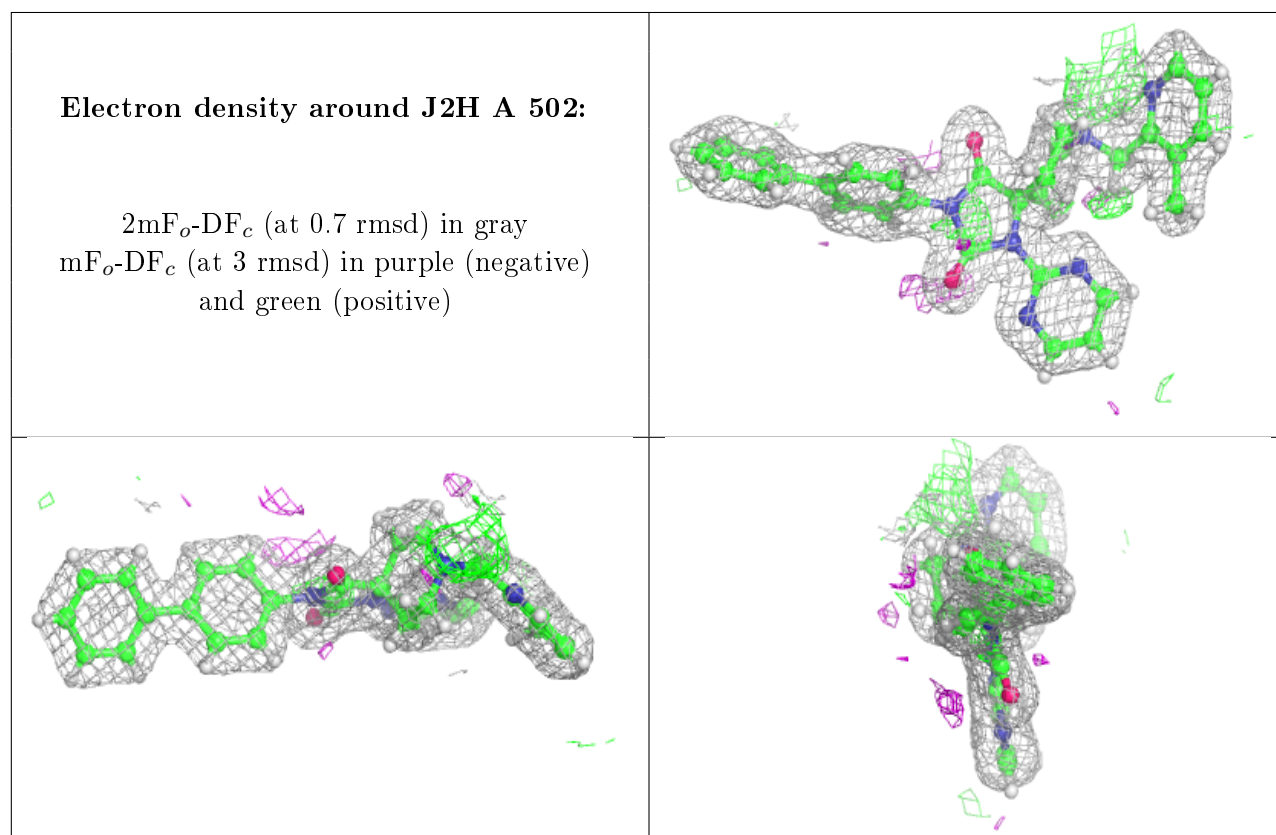 Electron density around J2H A 502:
2mFo-DFc (at 0.7 rmsd) in gray
mFo-DFc (at 3 rmsd) in purple (negative)
and green (positive)